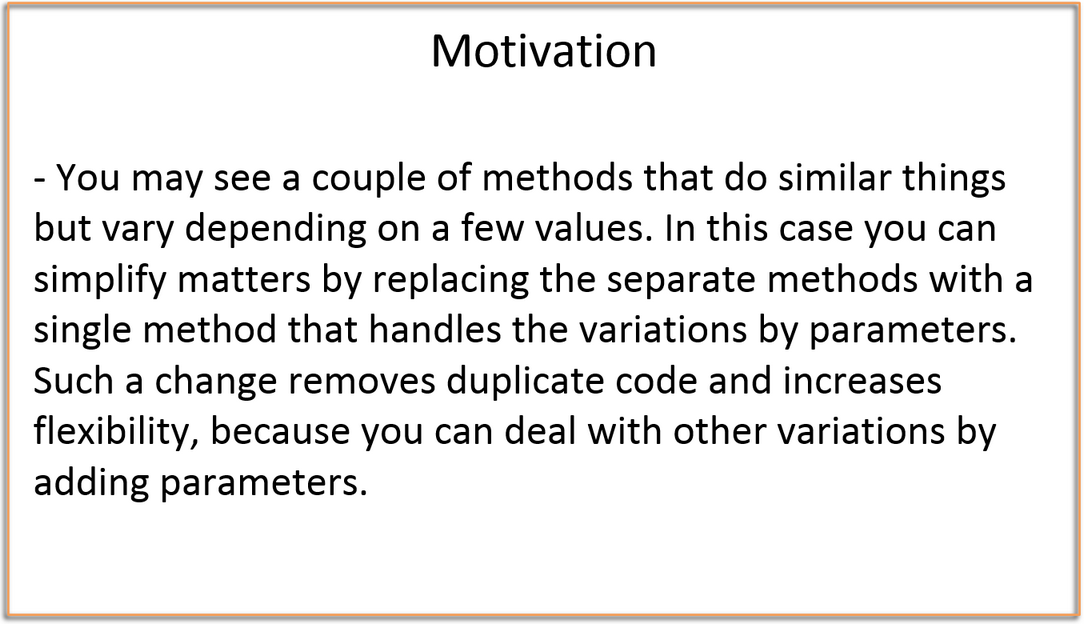 Motivation
- You may see a couple of methods that do similar things
but vary depending on a few values. In this case you can
simplify matters by replacing the separate methods with a
single method that handles the variations by parameters.
Such a change removes duplicate code and increases
flexibility, because you can deal with other variations by
adding parameters.